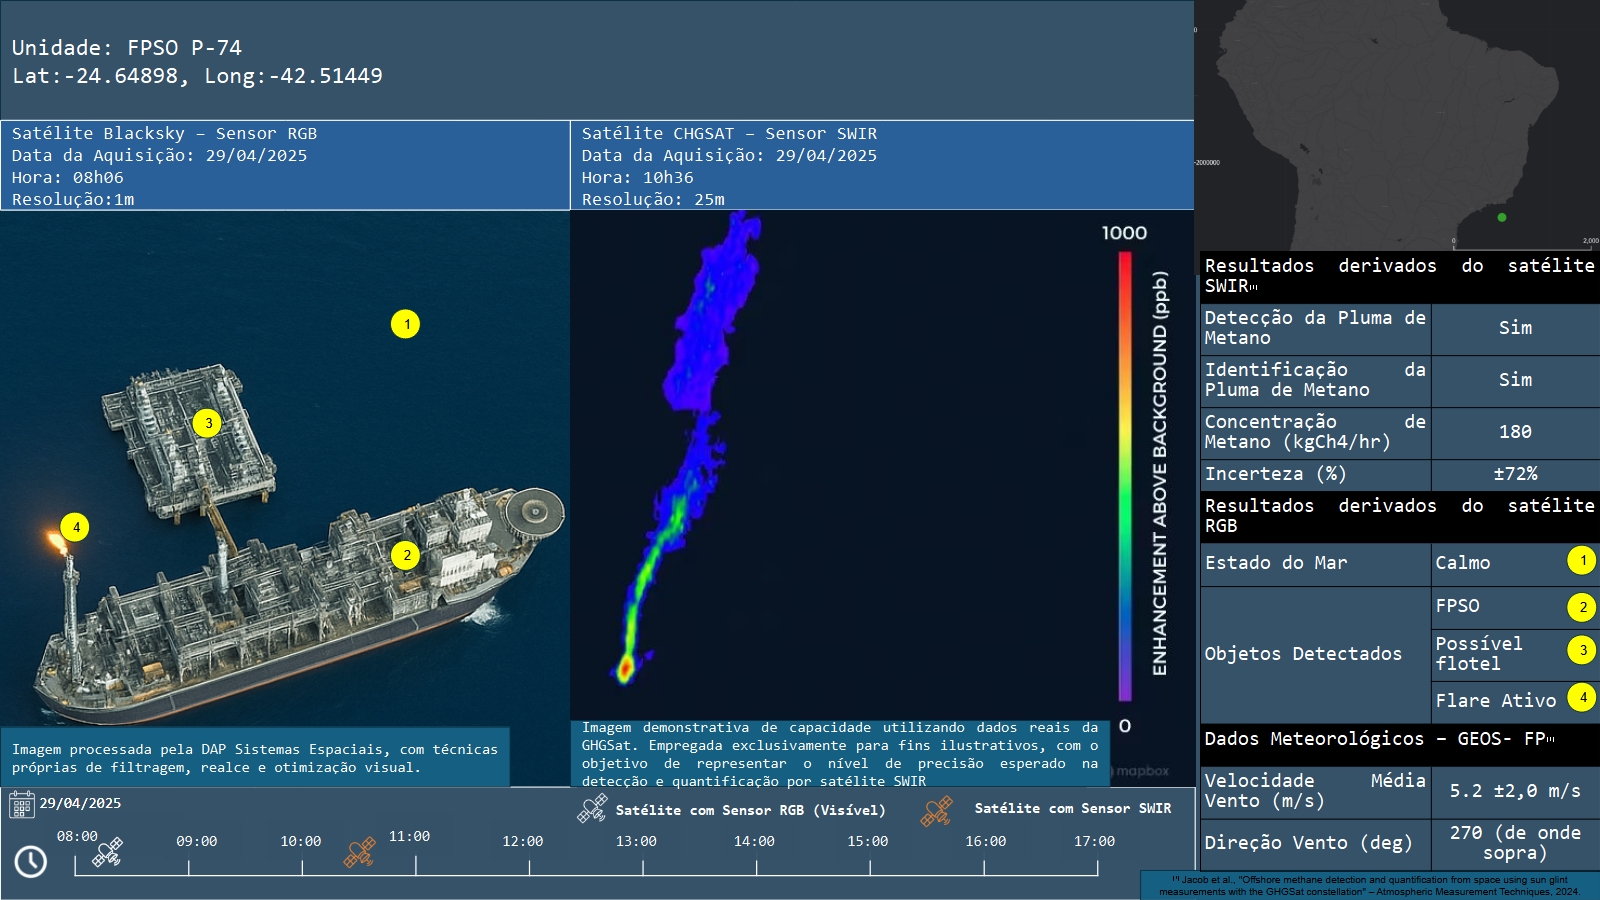 Unidade: FPSO P-74
Lat:-24.64898, Long:-42.51449
Satélite Blacksky – Sensor RGB
Data da Aquisição: 29/04/2025
Hora: 08h06
Resolução:1m
Satélite CHGSAT – Sensor SWIR
Data da Aquisição: 29/04/2025
Hora: 10h36
Resolução: 25m
1
3
4
2
Imagem processada pela DAP Sistemas Espaciais, com técnicas
próprias de filtragem, realce e otimização visual.
1000
ENHANCEMENT ABOVE BACKGROUND (ppb)
0
Imagem demonstrativa de capacidade utilizando dados reais da
GHGSat. Empregada exclusivamente para fins ilustrativos, com o
objetivo de representar o nível de precisão esperado na
detecção e quantificação por satélite SWIR
mapbox
0
-2000000
0
2,000
Resultados derivados do satélite
SWIR[1]
Detecção da Pluma de
Metano
Sim
Identificação da
Pluma de Metano
Sim
Concentração de
Metano (kgCh4/hr)
180
Incerteza (%)
±72%
Resultados derivados do satélite
RGB
Estado do Mar
Calmo
1
Objetos Detectados
FPSO
2
Possível
flotel
3
Flare Ativo
4
Dados Meteorológicos – GEOS- FP[1]
Velocidade Média
Vento (m/s)
5.2 ±2,0 m/s
Direção Vento (deg)
270 (de onde
sopra)
29/04/2025
Satélite com Sensor RGB (Visível)
Satélite com Sensor SWIR
08:00
09:00
10:00
11:00
12:00
13:00
14:00
15:00
16:00
17:00
[*] Jacob et al., "Offshore methane detection and quantification from space using sun glint
measurements with the GHGSat constellation" – Atmospheric Measurement Techniques, 2024.